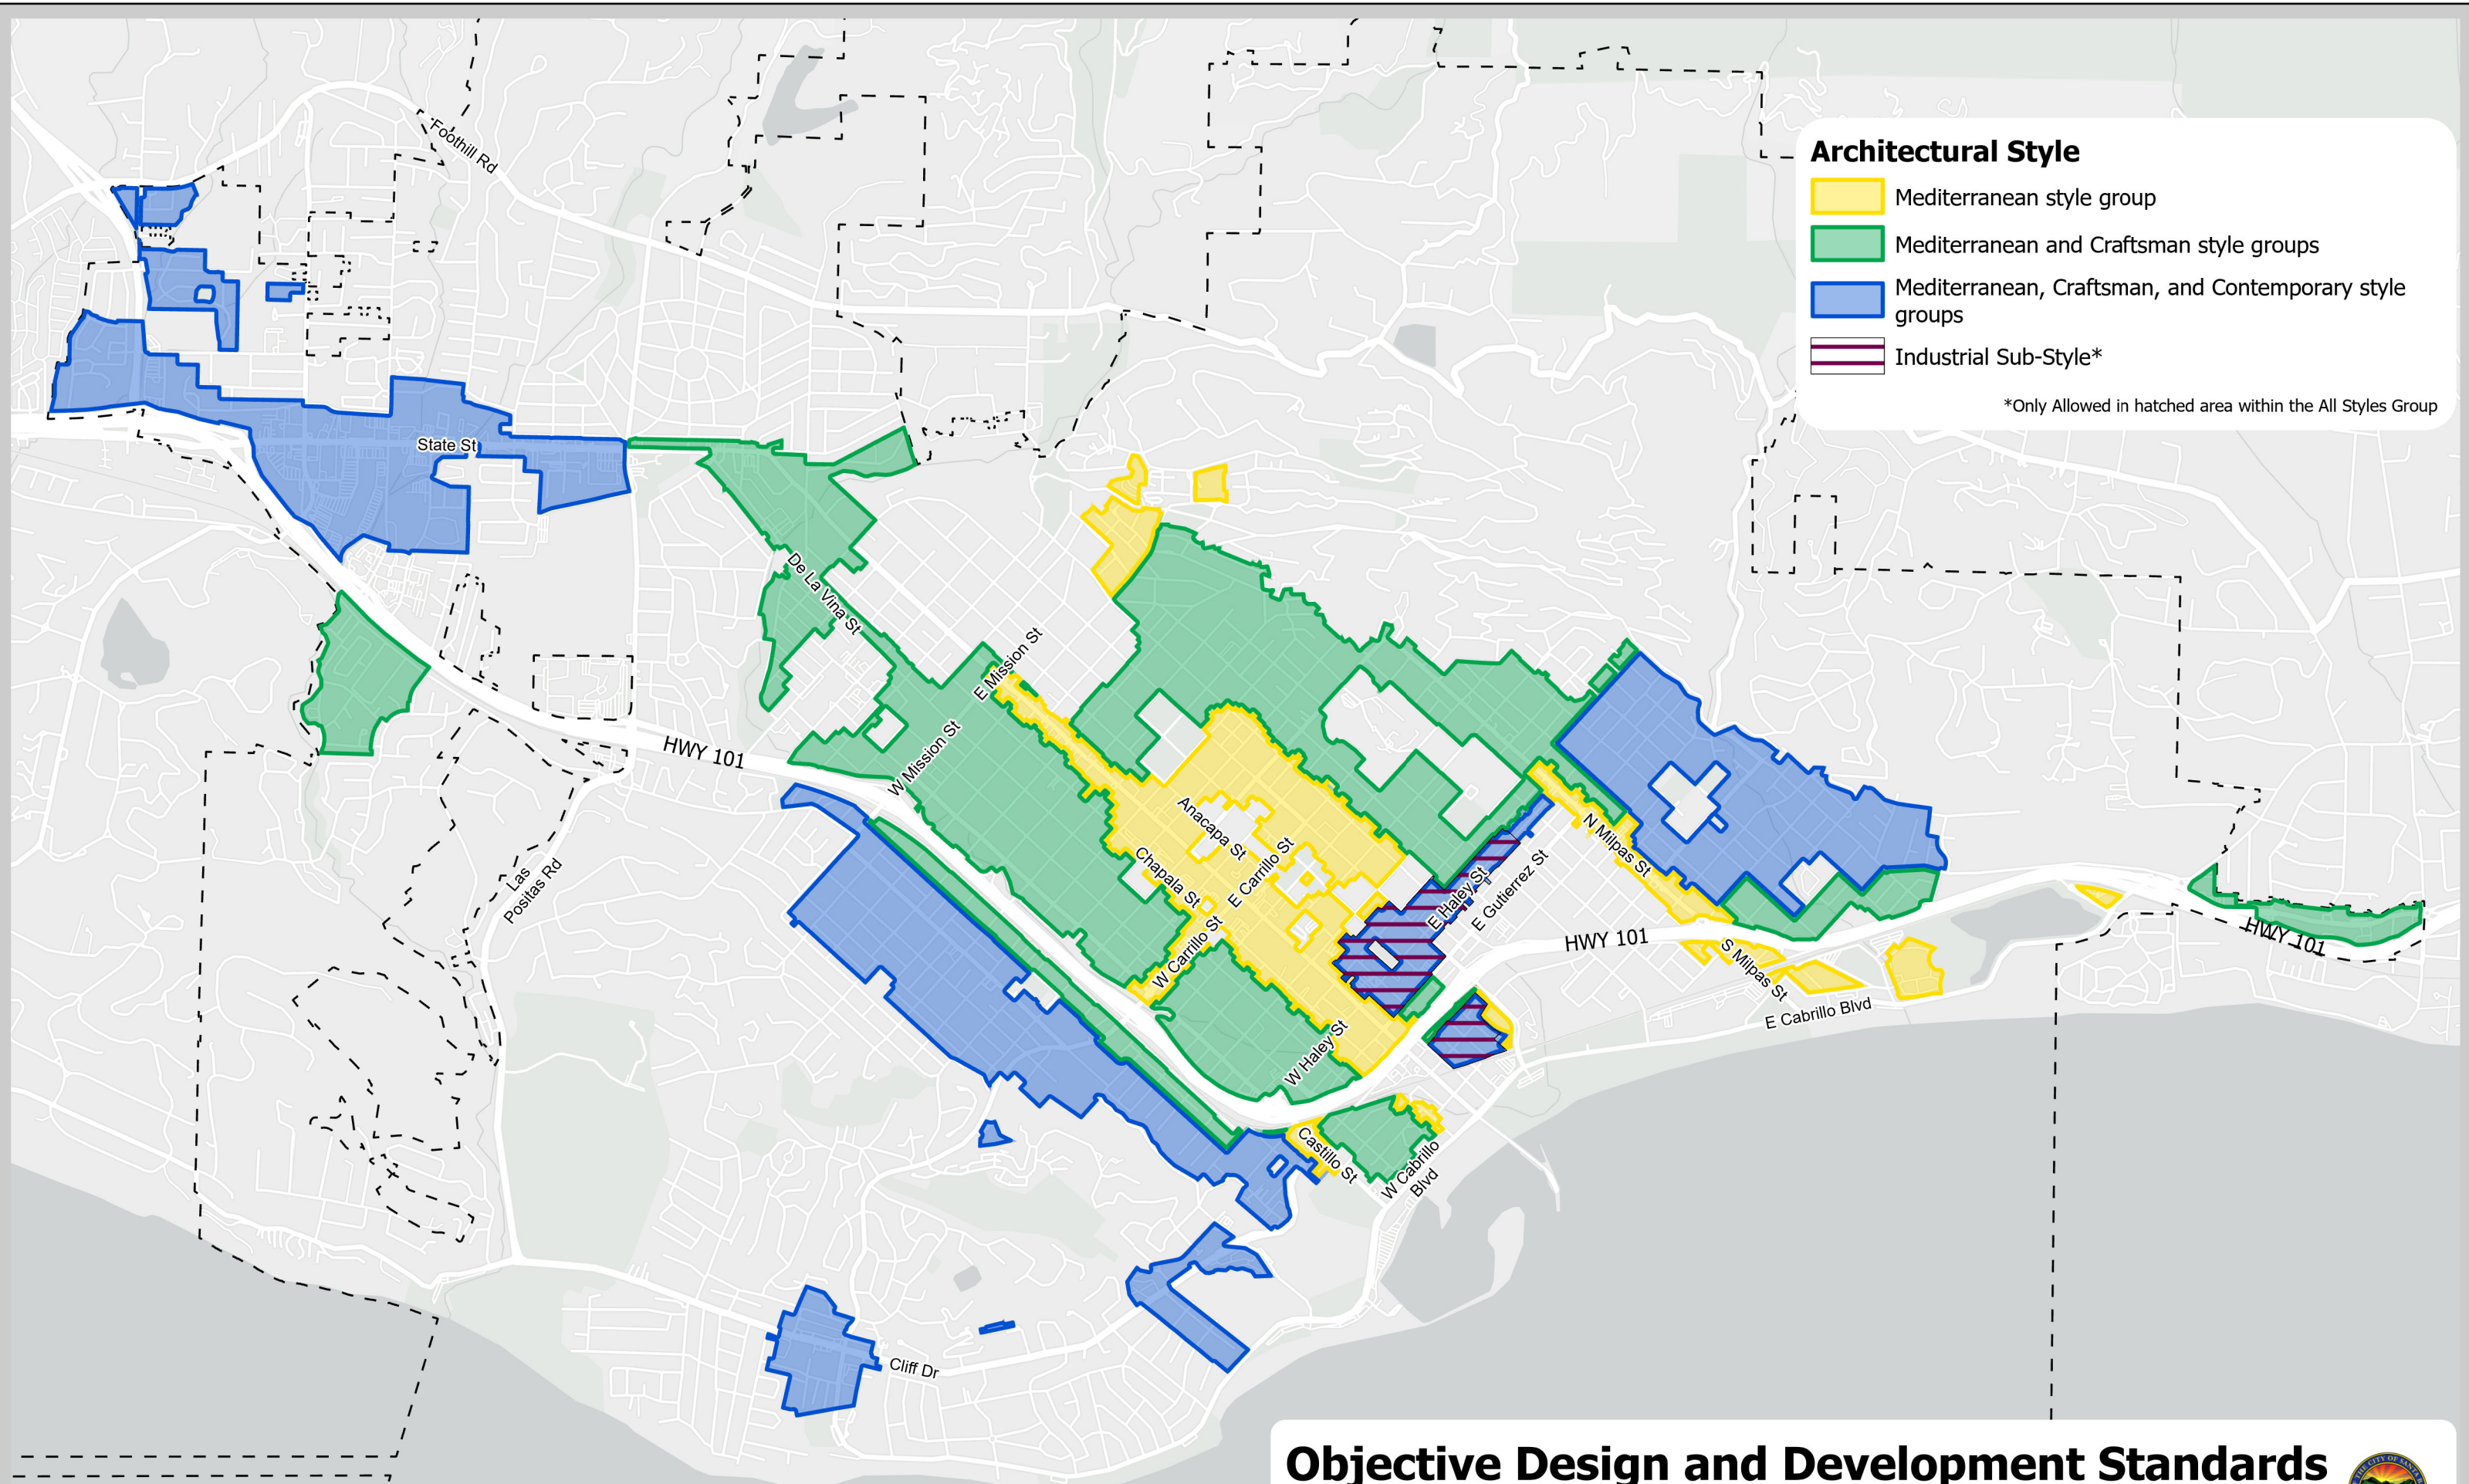 Foothill Rd
Architectural Style
Mediterranean style group
Mediterranean and Craftsman style groups
Mediterranean, Craftsman, and Contemporary style
groups
Industrial Sub-Style*
*Only Allowed in hatched area within the All Styles Group
State St
De La Vina St
E Mission St
W Mission St
HWY 101
Las
Positas Rd
Anacapa St
Chapala St
E Carrillo St
W Carrillo St
N Milpas St
E Haley St
E Gutierrez St
HWY 101
HWY 101
S Milpas St
E Cabrillo Blvd
W Haley St
Castillo St
W Cabrillo
Blvd
Cliff Dr
Objective Design and Development Standards
THE CITY OF SANT